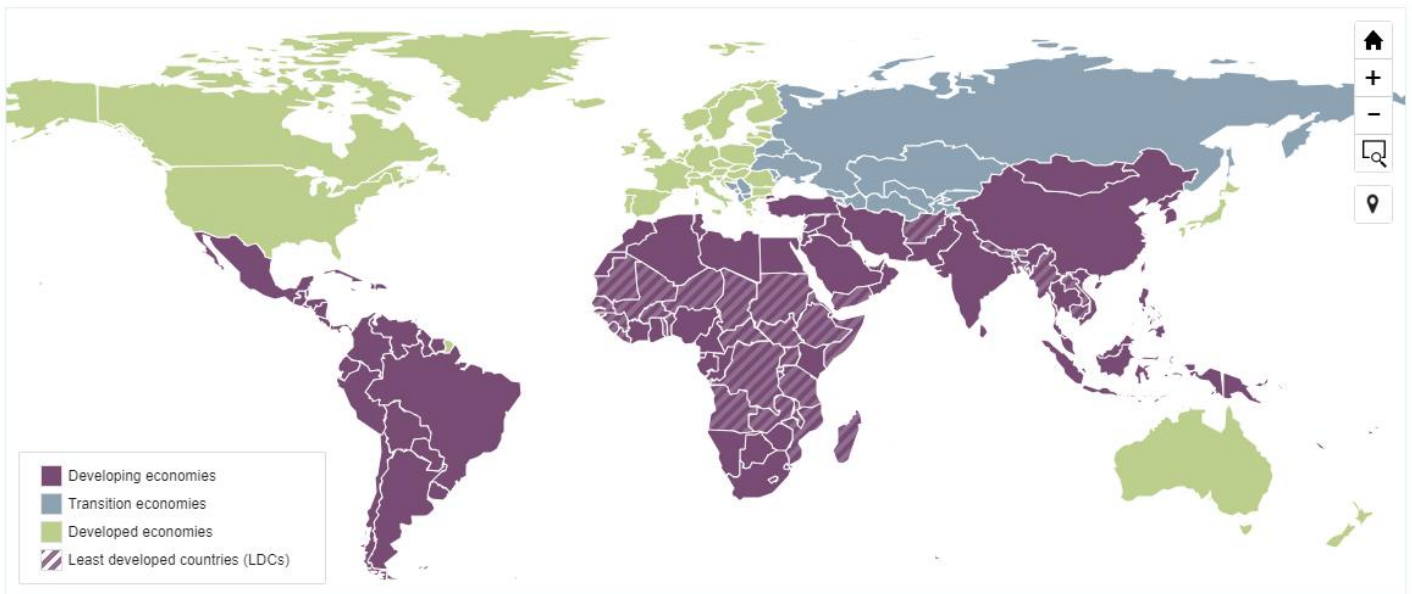 +
−
Developing economies
Transition economies
Developed economies
Least developed countries (LDCs)